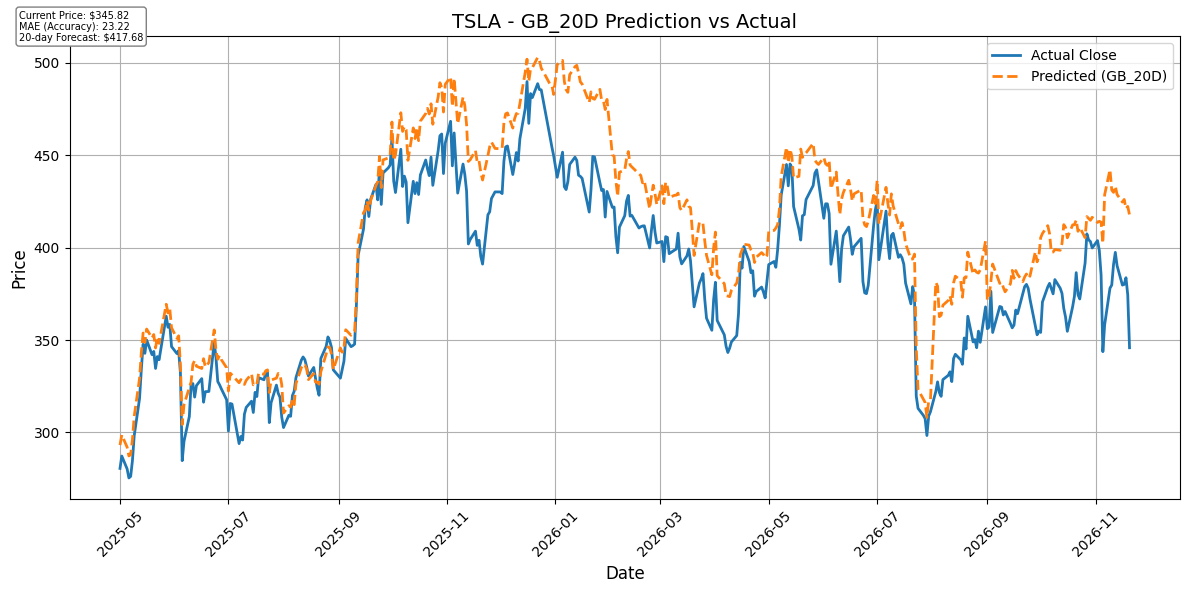 Current Price: $345.82
MAE (Accuracy): 23.22
20-day Forecast: $417.68
TSLA - GB_20D Prediction vs Actual
Actual Close
Predicted (GB_20D)
Price
500
450
400
350
300
2025-05
2025-07
2025-09
2025-11
2026-01
2026-03
2026-05
2026-07
2026-09
2026-11
Date